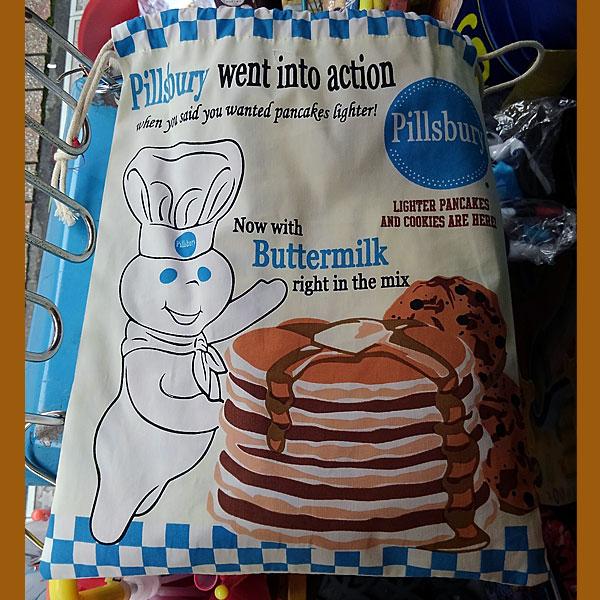 Pillsbury went into action
when you said you wanted pancakes lighter!
Pillsbury
LIGHTER PANCAKES
AND COOKIES ARE HERE!
Pillsbury
Now with
Buttermilk
right in the mix